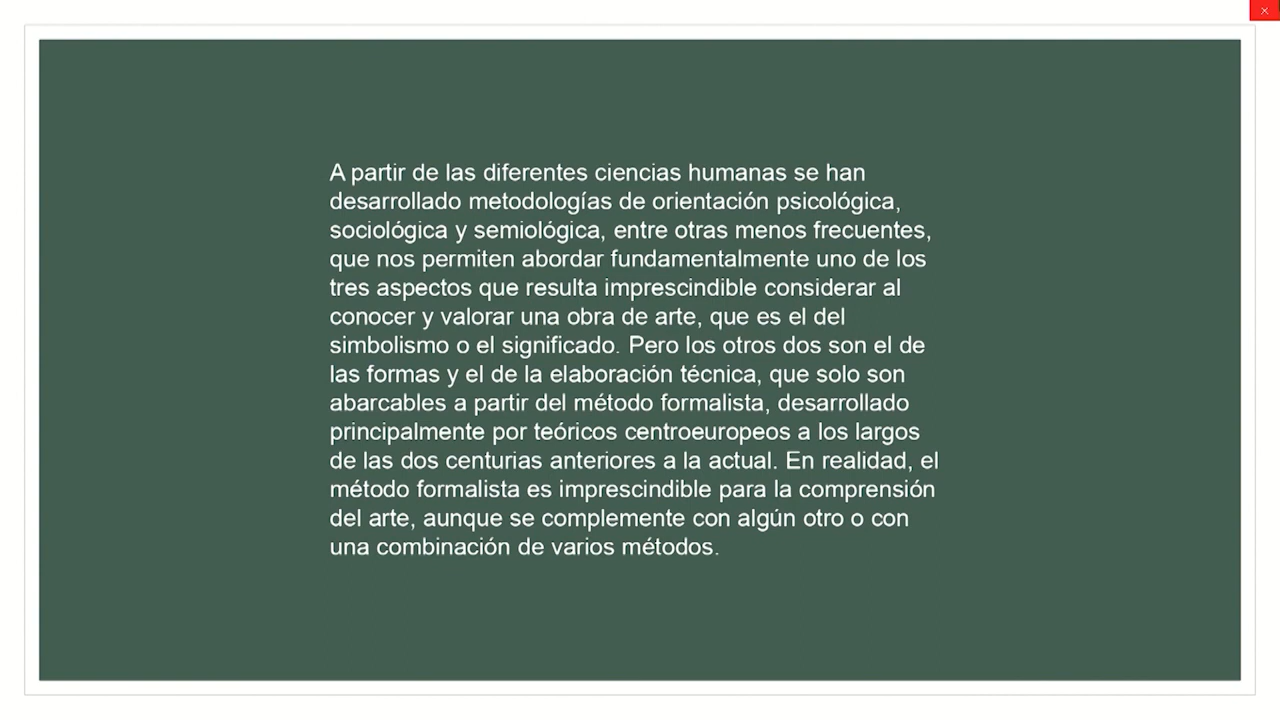 A partir de las diferentes ciencias humanas se han
desarrollado metodologías de orientación psicológica,
sociológica y semiológica, entre otras menos frecuentes,
que nos permiten abordar fundamentalmente uno de los
tres aspectos que resulta imprescindible considerar al
conocer y valorar una obra de arte, que es el del
simbolismo o el significado. Pero los otros dos son el de
las formas y el de la elaboración técnica, que solo son
abarcables a partir del método formalista, desarrollado
principalmente por teóricos centroeuropeos a los largos
de las dos centurias anteriores a la actual. En realidad, el
método formalista es imprescindible para la comprensión
del arte, aunque se complemente con algún otro o con
una combinación de varios métodos.